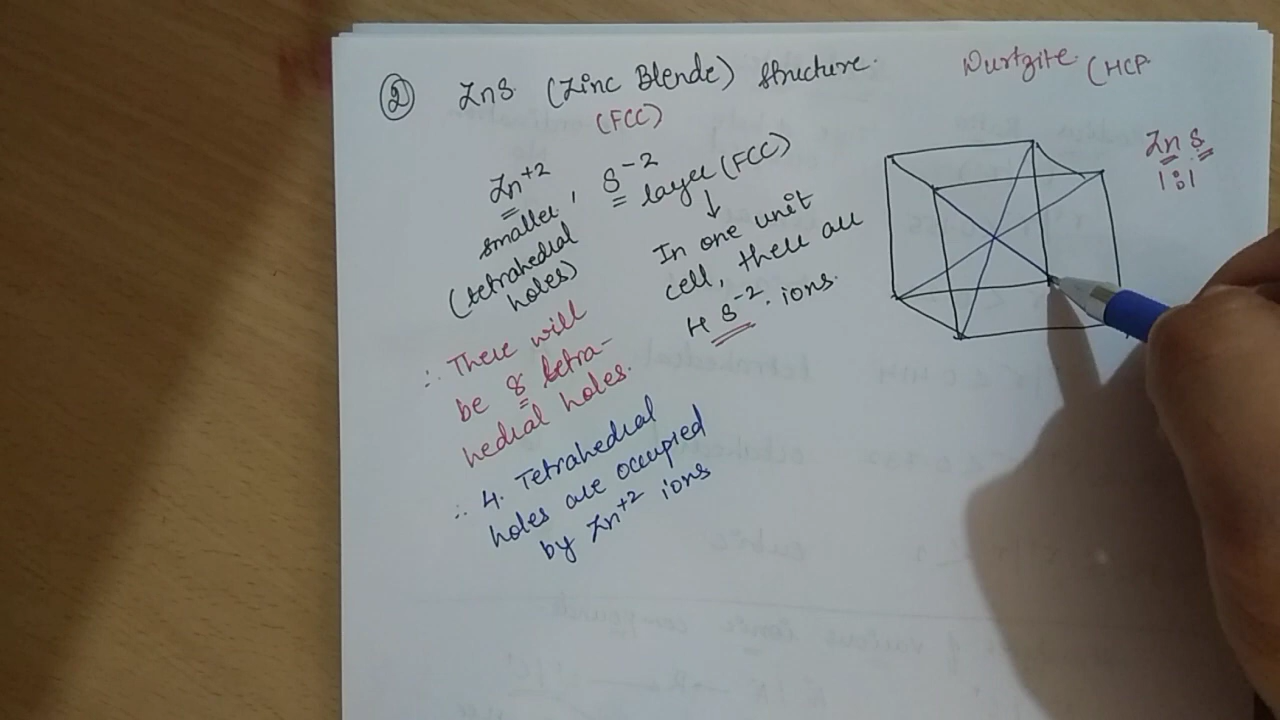 ② ZnS (Zinc Blende) structure.
(FCC)
Wurtzite (HCP
Zn S
1:1
Zn+2, S-2
smaller layer (FCC)
(tetrahedral
holes)
↓
In one unit
cell, there are
4 S-2 ions.
∴ There will
be 8 tetra-
hedral holes.
∴ 4 Tetrahedral
holes are occupied
by Zn+2 ions